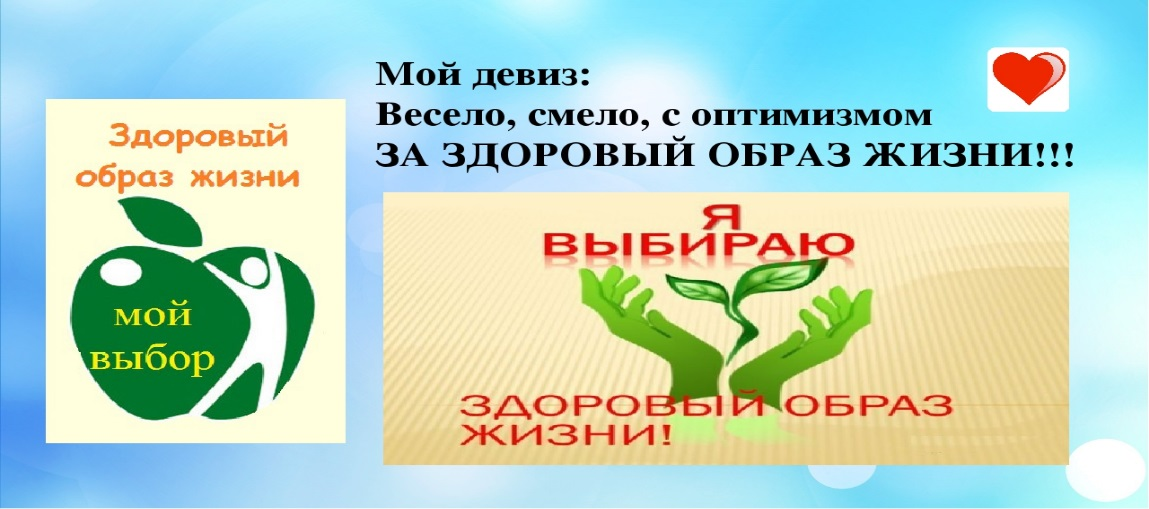 Мой девиз:
Весело, смело, с оптимизмом
ЗА ЗДОРОВЫЙ ОБРАЗ ЖИЗНИ!!!
Здоровый
образ жизни
мой
выбор
Я
ВЫБИРАЮ
ЗДОРОВЫЙ ОБРАЗ
ЖИЗНИ!